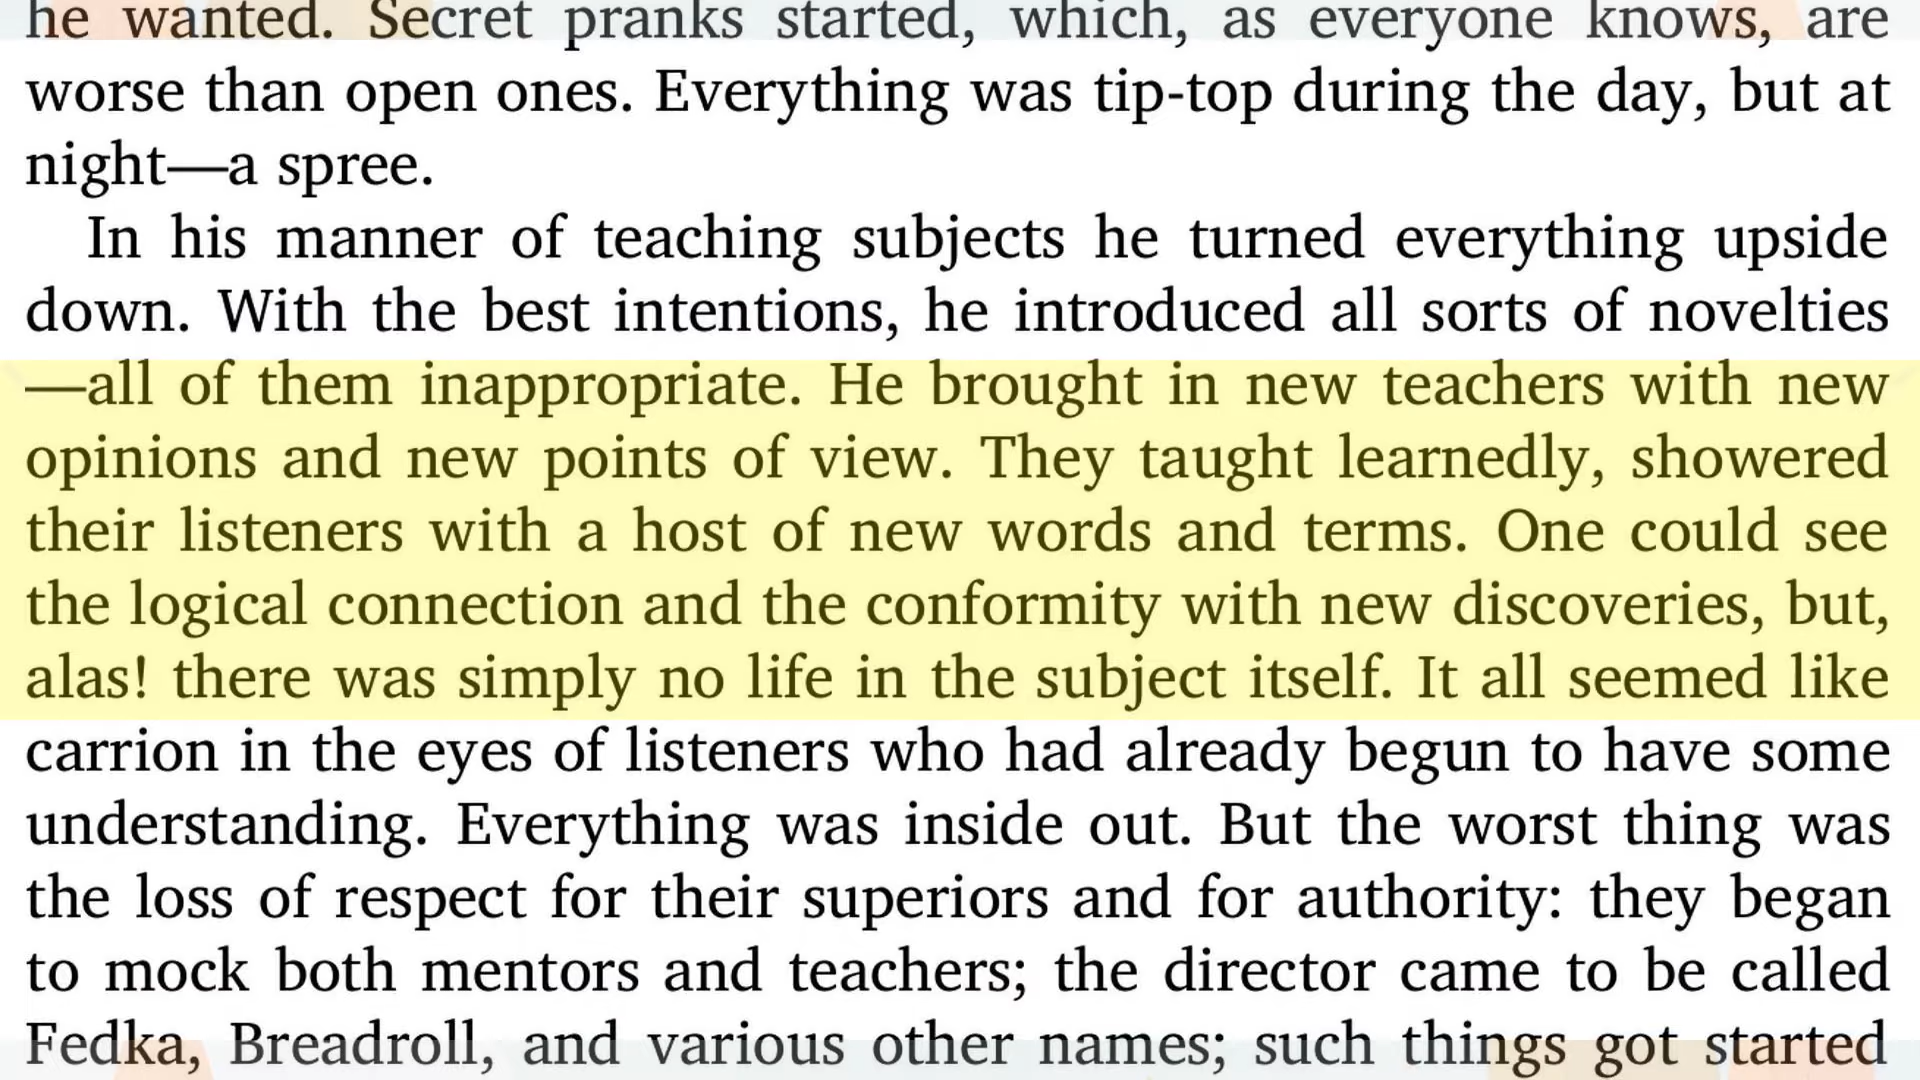 he wanted. Secret pranks started, which, as everyone knows, are
worse than open ones. Everything was tip-top during the day, but at
night—a spree.
In his manner of teaching subjects he turned everything upside
down. With the best intentions, he introduced all sorts of novelties
—all of them inappropriate. He brought in new teachers with new
opinions and new points of view. They taught learnedly, showered
their listeners with a host of new words and terms. One could see
the logical connection and the conformity with new discoveries, but,
alas! there was simply no life in the subject itself. It all seemed like
carrion in the eyes of listeners who had already begun to have some
understanding. Everything was inside out. But the worst thing was
the loss of respect for their superiors and for authority: they began
to mock both mentors and teachers; the director came to be called
Fedka, Breadroll, and various other names; such things got started